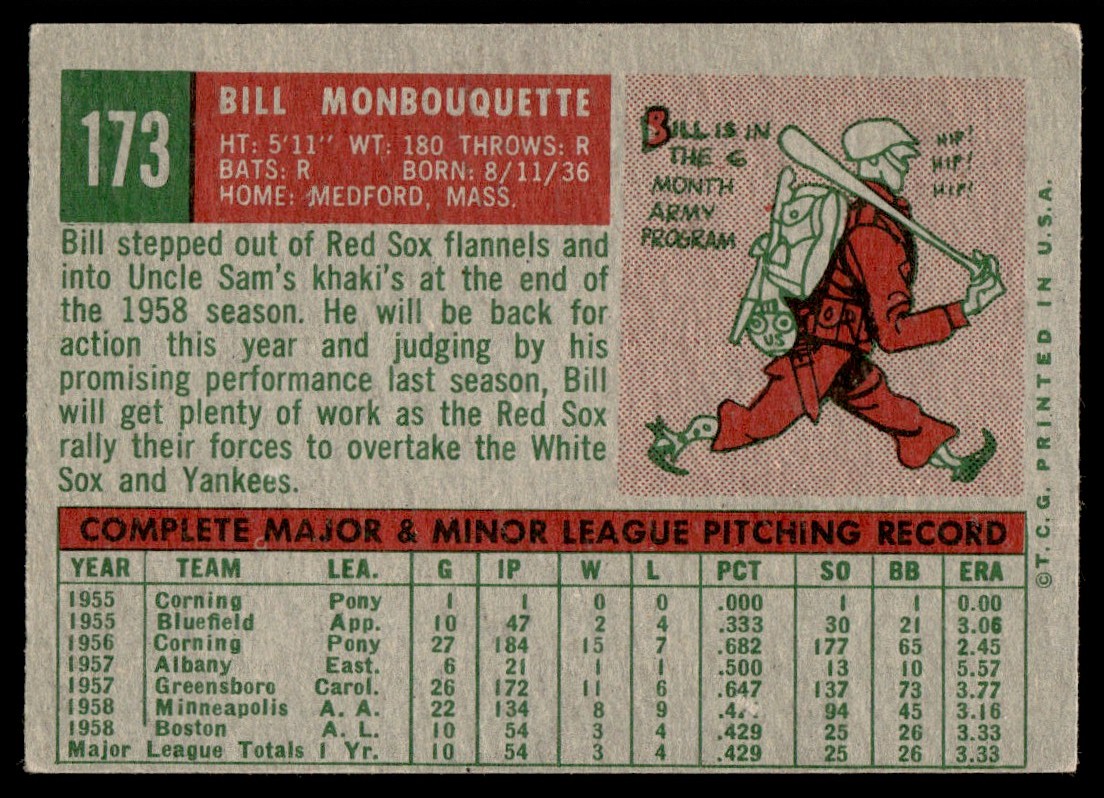 173
BILL MONBOUQUETTE
HT: 5'11" WT: 180 THROWS: R
BATS: R BORN: 8/11/36
HOME: MEDFORD, MASS.
Bill stepped out of Red Sox flannels and
into Uncle Sam's khaki's at the end of
the 1958 season. He will be back for
action this year and judging by his
promising performance last season, Bill
will get plenty of work as the Red Sox
rally their forces to overtake the White
Sox and Yankees.
BILL IS IN
THE 6
MONTH
ARMY
PROGRAM
HIP!
HIP!
HIP!
US
COMPLETE MAJOR & MINOR LEAGUE PITCHING RECORD
YEAR TEAM LEA. G IP W L PCT SO BB ERA
1955 Corning Pony 1 1 0 0 .000 1 1 0.00
1955 Bluefield App. 10 47 2 4 .333 30 21 3.06
1956 Corning Pony 27 184 15 7 .682 177 65 2.45
1957 Albany East. 6 21 1 1 .500 13 10 5.57
1957 Greensboro Carol. 26 172 11 6 .647 137 73 3.77
1958 Minneapolis A. A. 22 134 8 9 94 45 3.16
1958 Boston A. L. 10 54 3 4 .429 25 26 3.33
Major League Totals 1 Yr. 10 54 3 4 .429 25 26 3.33
©T.C.G. PRINTED IN U.S.A.